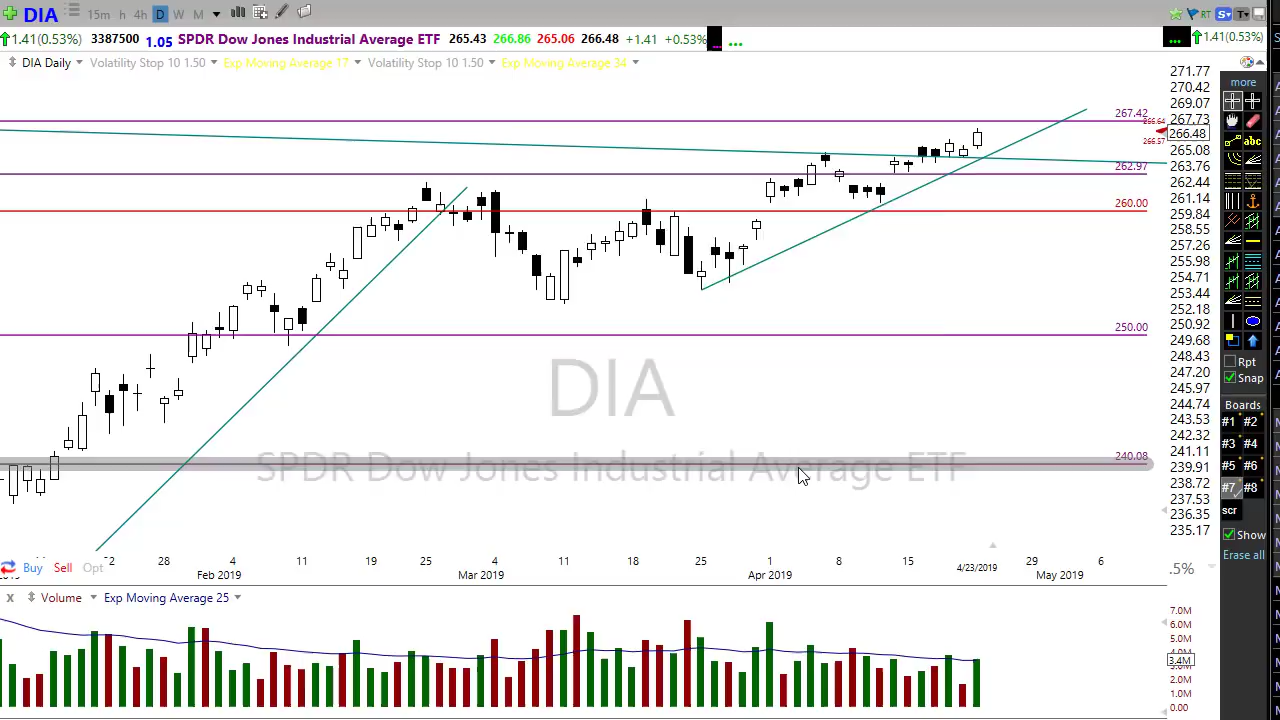 DIA 15m h 4h D W M RT S T
1.41(0.53%) 3387500 1.05 SPDR Dow Jones Industrial Average ETF 265.43 266.86 265.06 266.48 +1.41 +0.53% ... ... 1.41(0.53%)
DIA Daily Volatility Stop 10 1.50 Exp Moving Average 17 Volatility Stop 10 1.50 Exp Moving Average 34
271.77
270.42
269.07
267.73
266.48
265.08
263.76
262.44
261.14
259.84
258.55
257.26
255.98
254.71
253.44
252.18
250.92
249.68
248.43
247.20
245.97
244.74
243.53
242.32
241.11
239.91
238.72
237.53
236.35
235.17
267.42
266.64
266.37
262.97
260.00
250.00
240.08
DIA
SPDR Dow Jones Industrial Average ETF
more
abc
Rpt
Snap
Boards
#1 #2
#3 #4
#5 #6
#7 #8
scr
Show
Erase all
22 28 4 11 19 25 4 11 18 25 1 8 15 4/23/2019 29 6
Feb 2019 Mar 2019 Apr 2019 May 2019
Buy Sell Opt
.5%
x Volume Exp Moving Average 25
7.0M
6.0M
5.0M
4.0M
3.4M
2.0M
1.0M
0.00